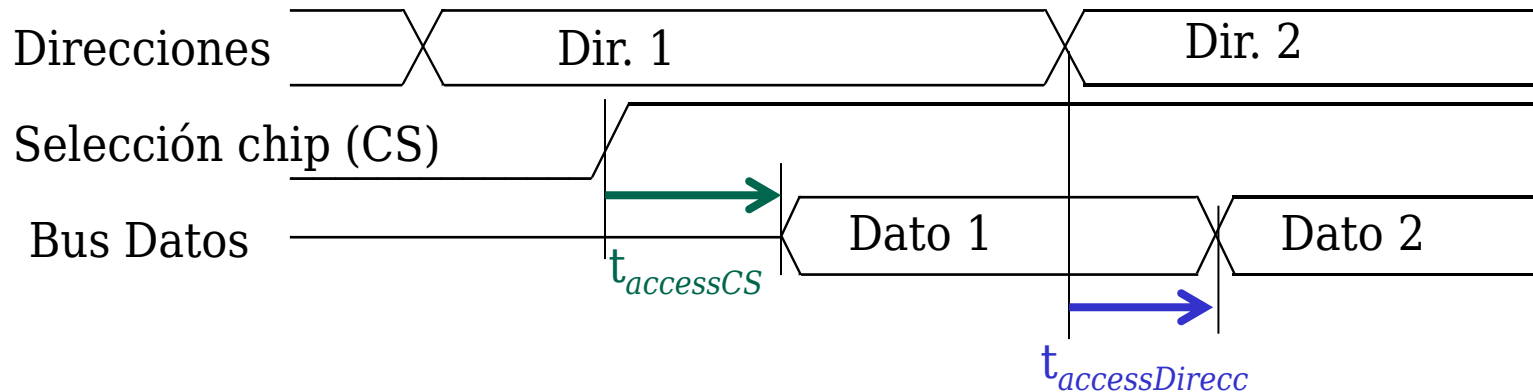 Direcciones
Dir. 1
Dir. 2
Selección chip (CS)
Bus Datos
Dato 1
Dato 2
taccessCS
taccessDirecc